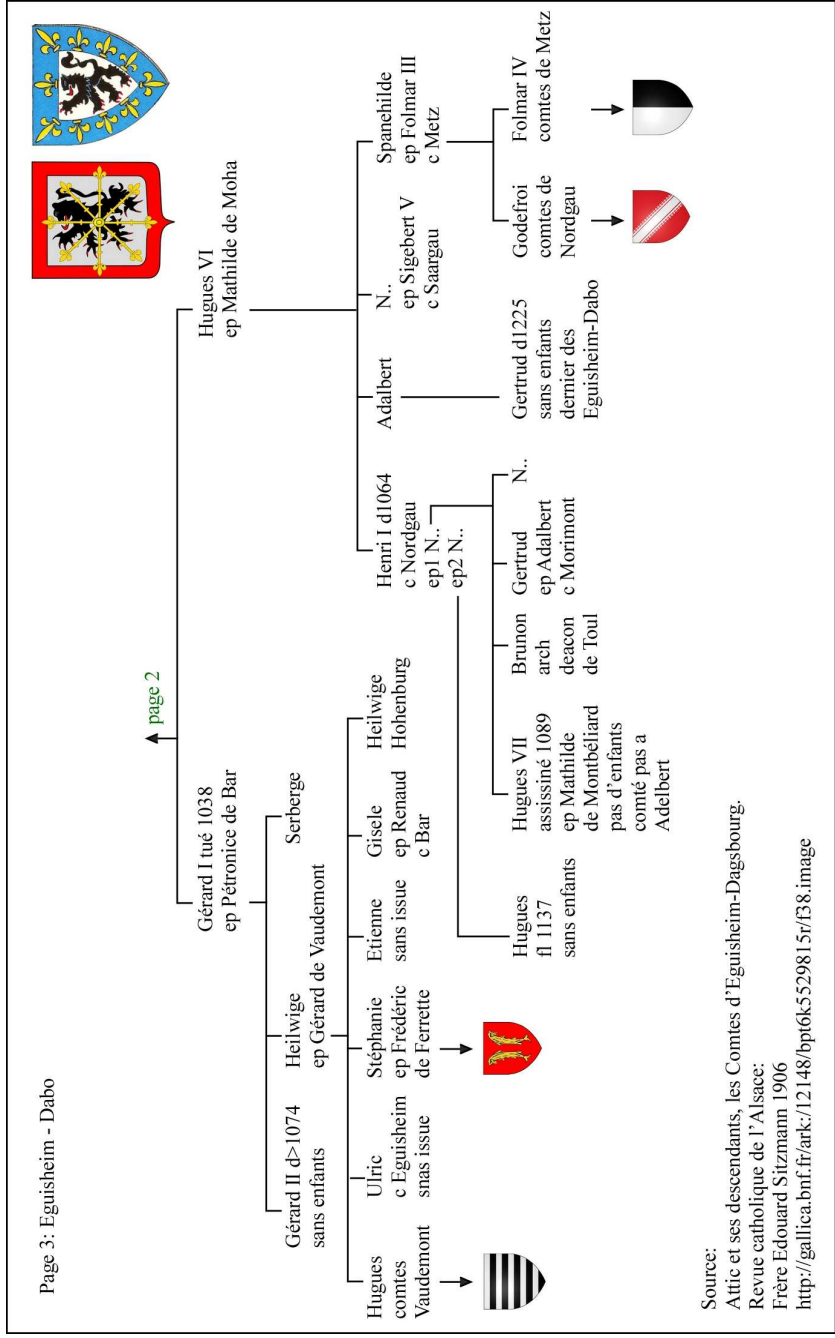 Page 3: Eguisheim - Dabo
page 2
Gérard I tué 1038
ep Pétronice de Bar
Hugues VI
ep Mathilde de Moha
Gérard II d>1074
sans enfants
Heilwige
ep Gérard de Vaudemont
Serberge
Hugues
comtes
Vaudemont
Ulric
c Eguisheim
snas issue
Stéphanie
ep Frédéric
de Ferrette
Etienne
sans issue
Gisele
ep Renaud
c Bar
Heilwige
Hohenburg
Henri I d1064
c Nordgau
ep1 N..
ep2 N..
Adalbert
N..
ep Sigebert V
c Saargau
Spanehilde
ep Folmar III
c Metz
Hugues
fl 1137
sans enfants
Hugues VII
assissiné 1089
ep Mathilde
de Montbéliard
pas d'enfants
comté pas a
Adelbert
Brunon
arch
deacon
de Toul
Gertrud
ep Adalbert
c Morimont
N..
Gertrud d1225
sans enfants
dernier des
Eguisheim-Dabo
Godefroi
comtes de
Nordgau
Folmar IV
comtes de Metz
Source:
Attic et ses descendants, les Comtes d'Eguisheim-Dagsbourg.
Revue catholique de l'Alsace:
Frère Edouard Sitzmann 1906
http://gallica.bnf.fr/ark:/12148/bpt6k5529815r/f38.image